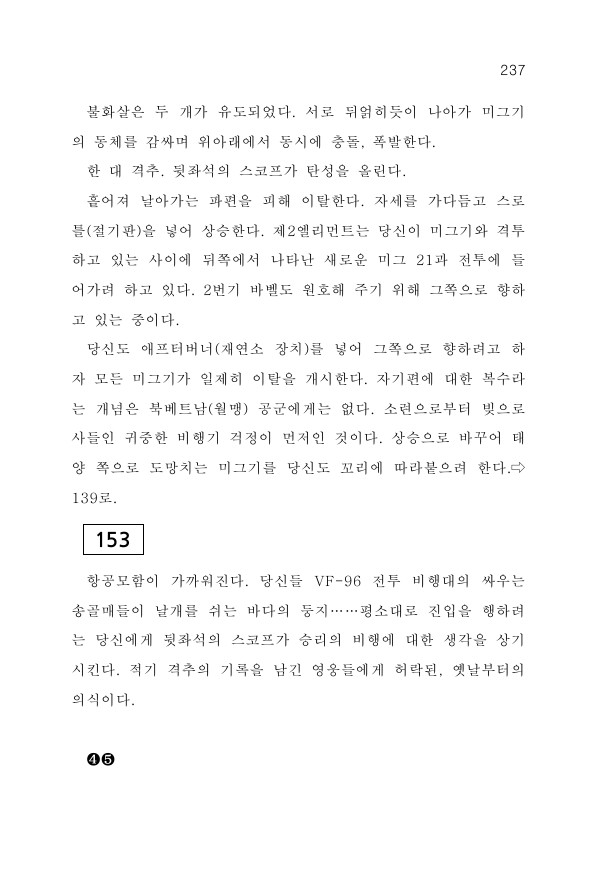 237
불화살은 두 개가 유도되었다. 서로 뒤얽히듯이 나아가 미그기
의 동체를 감싸며 위아래에서 동시에 충돌, 폭발한다.
한 대 격추. 뒷좌석의 스코프가 탄성을 올린다.
흩어져 날아가는 파편을 피해 이탈한다. 자세를 가다듬고 스로
틀(절기판)을 넣어 상승한다. 제2엘리먼트는 당신이 미그기와 격투
하고 있는 사이에 뒤쪽에서 나타난 새로운 미그 21과 전투에 들
어가려 하고 있다. 2번기 바벨도 원호해 주기 위해 그쪽으로 향하
고 있는 중이다.
당신도 애프터버너(재연소 장치)를 넣어 그쪽으로 향하려고 하
자 모든 미그기가 일제히 이탈을 개시한다. 자기편에 대한 복수라
는 개념은 북베트남(월맹) 공군에게는 없다. 소련으로부터 빚으로
사들인 귀중한 비행기 걱정이 먼저인 것이다. 상승으로 바꾸어 태
양 쪽으로 도망치는 미그기를 당신도 꼬리에 따라붙으려 한다.⇨
139로.
153
항공모함이 가까워진다. 당신들 VF-96 전투 비행대의 싸우는
송골매들이 날개를 쉬는 바다의 둥지……평소대로 진입을 행하려
는 당신에게 뒷좌석의 스코프가 승리의 비행에 대한 생각을 상기
시킨다. 적기 격추의 기록을 남긴 영웅들에게 허락된, 옛날부터의
의식이다.
❹❺